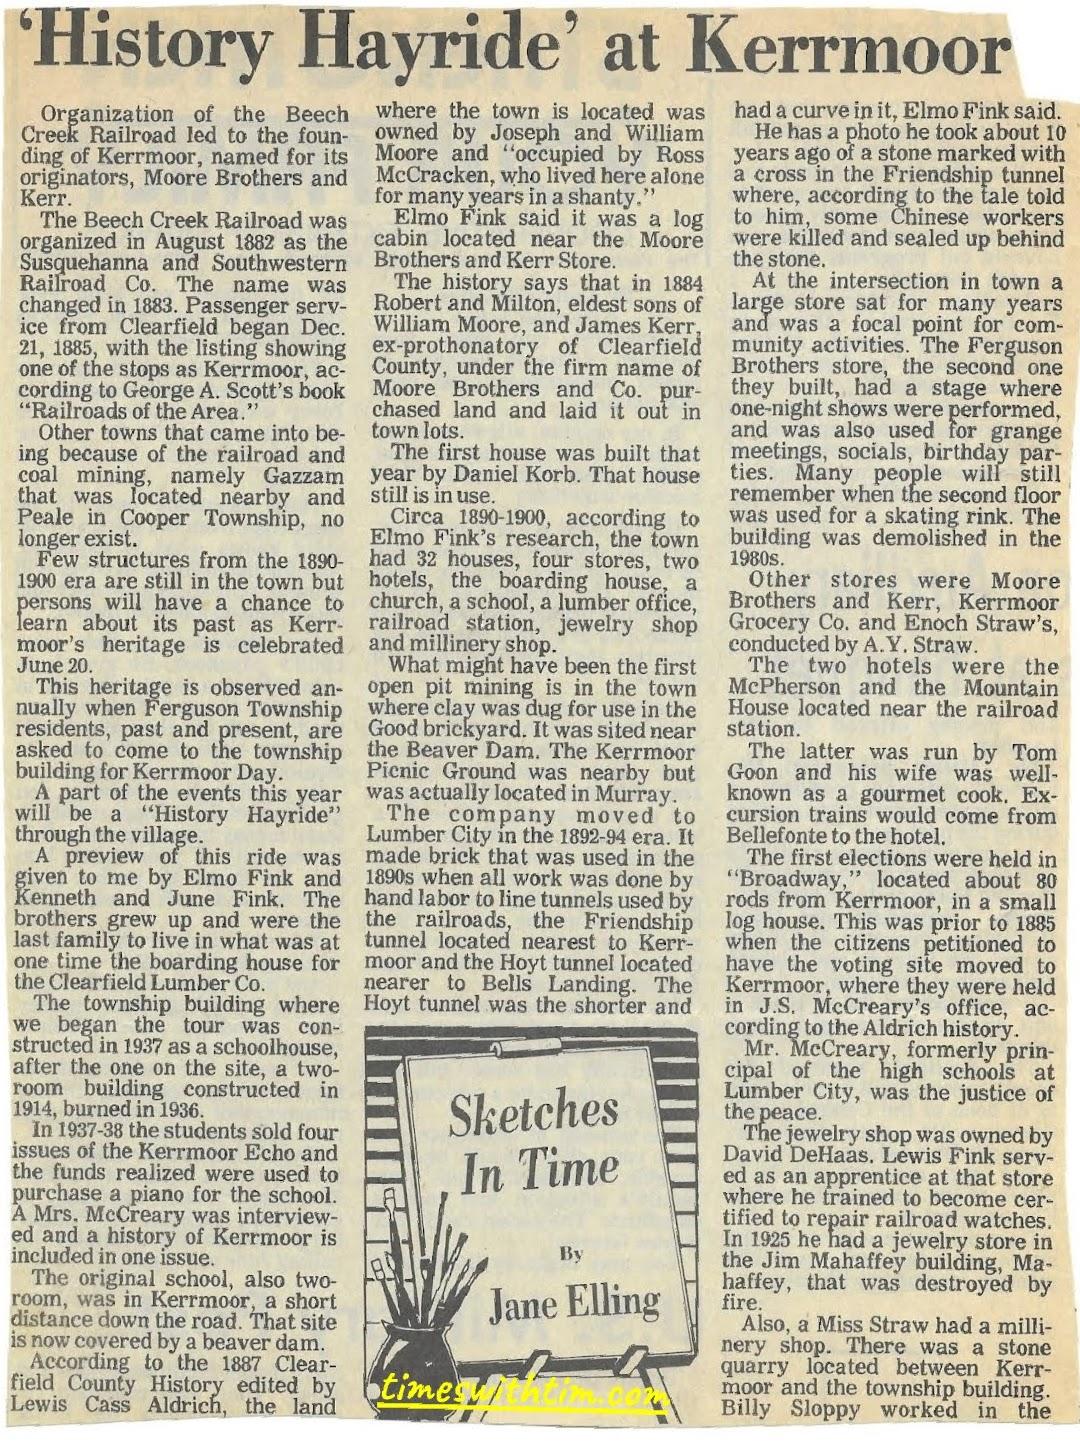 'History Hayride' at Kerrmoor
Organization of the Beech
Creek Railroad led to the foun-
ding of Kerrmoor, named for its
originators, Moore Brothers and
Kerr.
The Beech Creek Railroad was
organized in August 1882 as the
Susquehanna and Southwestern
Railroad Co. The name was
changed in 1883. Passenger serv-
ice from Clearfield began Dec.
21, 1885, with the listing showing
one of the stops as Kerrmoor, ac-
cording to George A. Scott's book
"Railroads of the Area."
Other towns that came into be-
ing because of the railroad and
coal mining, namely Gazzam
that was located nearby and
Peale in Cooper Township, no
longer exist.
Few structures from the 1890-
1900 era are still in the town but
persons will have a chance to
learn about its past as Kerr-
moor's heritage is celebrated
June 20.
This heritage is observed an-
nually when Ferguson Township
residents, past and present, are
asked to come to the township
building for Kerrmoor Day.
A part of the events this year
will be a "History Hayride"
through the village.
A preview of this ride was
given to me by Elmo Fink and
Kenneth and June Fink. The
brothers grew up and were the
last family to live in what was at
one time the boarding house for
the Clearfield Lumber Co.
The township building where
we began the tour was con-
structed in 1937 as a schoolhouse,
after the one on the site, a two-
room building constructed in
1914, burned in 1936.
In 1937-38 the students sold four
issues of the Kerrmoor Echo and
the funds realized were used to
purchase a piano for the school.
A Mrs. McCreary was interview-
ed and a history of Kerrmoor is
included in one issue.
The original school, also two-
room, was in Kerrmoor, a short
distance down the road. That site
is now covered by a beaver dam.
According to the 1887 Clear-
field County History edited by
Lewis Cass Aldrich, the land
where the town is located was
owned by Joseph and William
Moore and "occupied by Ross
McCracken, who lived here alone
for many years in a shanty."
Elmo Fink said it was a log
cabin located near the Moore
Brothers and Kerr Store.
The history says that in 1884
Robert and Milton, eldest sons of
William Moore, and James Kerr,
ex-prothonatory of Clearfield
County, under the firm name of
Moore Brothers and Co. pur-
chased land and laid it out in
town lots.
The first house was built that
year by Daniel Korb. That house
still is in use.
Circa 1890-1900, according to
Elmo Fink's research, the town
had 32 houses, four stores, two
hotels, the boarding house, a
church, a school, a lumber office,
railroad station, jewelry shop
and millinery shop.
What might have been the first
open pit mining is in the town
where clay was dug for use in the
Good brickyard. It was sited near
the Beaver Dam. The Kerrmoor
Picnic Ground was nearby but
was actually located in Murray.
The company moved to
Lumber City in the 1892-94 era. It
made brick that was used in the
1890s when all work was done by
hand labor to line tunnels used by
the railroads, the Friendship
tunnel located nearest to Kerr-
moor and the Hoyt tunnel located
nearer to Bells Landing. The
Hoyt tunnel was the shorter and
Sketches
In Time
By
Jane Elling
timeswithtim.com
had a curve in it, Elmo Fink said.
He has a photo he took about 10
years ago of a stone marked with
a cross in the Friendship tunnel
where, according to the tale told
to him, some Chinese workers
were killed and sealed up behind
the stone.
At the intersection in town a
large store sat for many years
and was a focal point for com-
munity activities. The Ferguson
Brothers store, the second one
they built, had a stage where
one-night shows were performed,
and was also used for grange
meetings, socials, birthday par-
ties. Many people will still
remember when the second floor
was used for a skating rink. The
building was demolished in the
1980s.
Other stores were Moore
Brothers and Kerr, Kerrmoor
Grocery Co. and Enoch Straw's,
conducted by A.Y. Straw.
The two hotels were the
McPherson and the Mountain
House located near the railroad
station.
The latter was run by Tom
Goon and his wife was well-
known as a gourmet cook. Ex-
cursion trains would come from
Bellefonte to the hotel.
The first elections were held in
"Broadway," located about 80
rods from Kerrmoor, in a small
log house. This was prior to 1885
when the citizens petitioned to
have the voting site moved to
Kerrmoor, where they were held
in J.S. McCreary's office, ac-
cording to the Aldrich history.
Mr. McCreary, formerly prin-
cipal of the high schools at
Lumber City, was the justice of
the peace.
The jewelry shop was owned by
David DeHaas. Lewis Fink serv-
ed as an apprentice at that store
where he trained to become cer-
tified to repair railroad watches.
In 1925 he had a jewelry store in
the Jim Mahaffey building, Ma-
haffey, that was destroyed by
fire.
Also, a Miss Straw had a milli-
nery shop. There was a stone
quarry located between Kerr-
moor and the township building.
Billy Sloppy worked in the